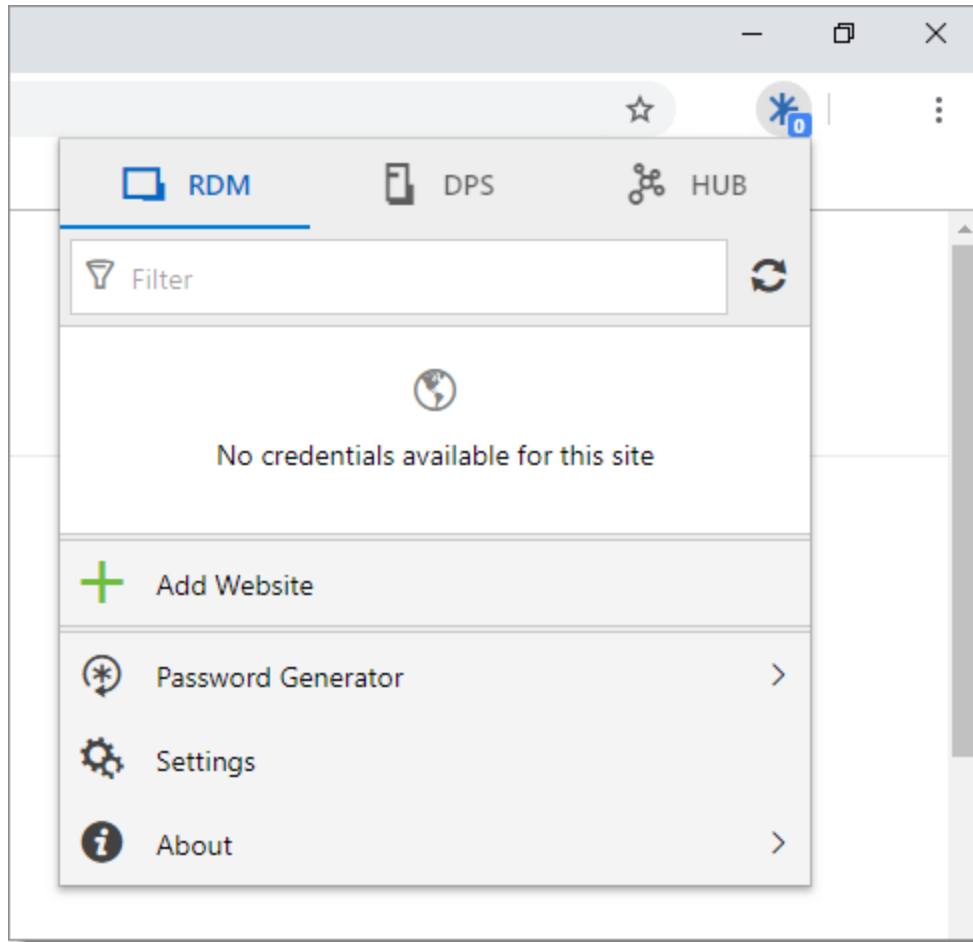 0
RDM DPS HUB
Filter
No credentials available for this site
Add Website
Password Generator
Settings
About